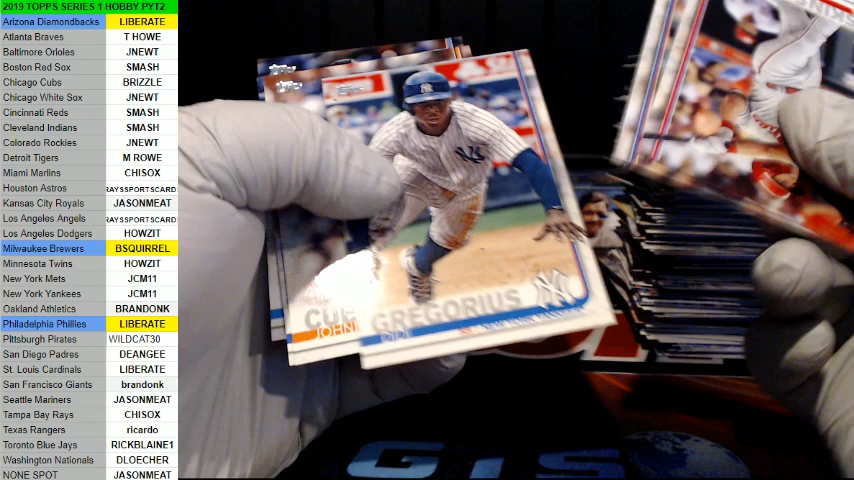 2019 TOPPS SERIES 1 HOBBY PYT2
Arizona Diamondbacks LIBERATE
Atlanta Braves T HOWE
Baltimore Orioles JNEWT
Boston Red Sox SMASH
Chicago Cubs BRIZZLE
Chicago White Sox JNEWT
Cincinnati Reds SMASH
Cleveland Indians SMASH
Colorado Rockies JNEWT
Detroit Tigers M ROWE
Miami Marlins CHISOX
Houston Astros RAYSSPORTSCARD
Kansas City Royals JASONMEAT
Los Angeles Angels RAYSSPORTSCARD
Los Angeles Dodgers HOWZIT
Milwaukee Brewers BSQUIRREL
Minnesota Twins HOWZIT
New York Mets JCM11
New York Yankees JCM11
Oakland Athletics BRANDONK
Philadelphia Phillies LIBERATE
Pittsburgh Pirates WILDCAT30
San Diego Padres DEANGEE
St. Louis Cardinals LIBERATE
San Francisco Giants brandonk
Seattle Mariners JASONMEAT
Tampa Bay Rays CHISOX
Texas Rangers ricardo
Toronto Blue Jays RICKBLAINE1
Washington Nationals DLOECHER
NONE SPOT JASONMEAT
topps
topps
NY
GREGORIUS
DIDI
JOHN
GTS